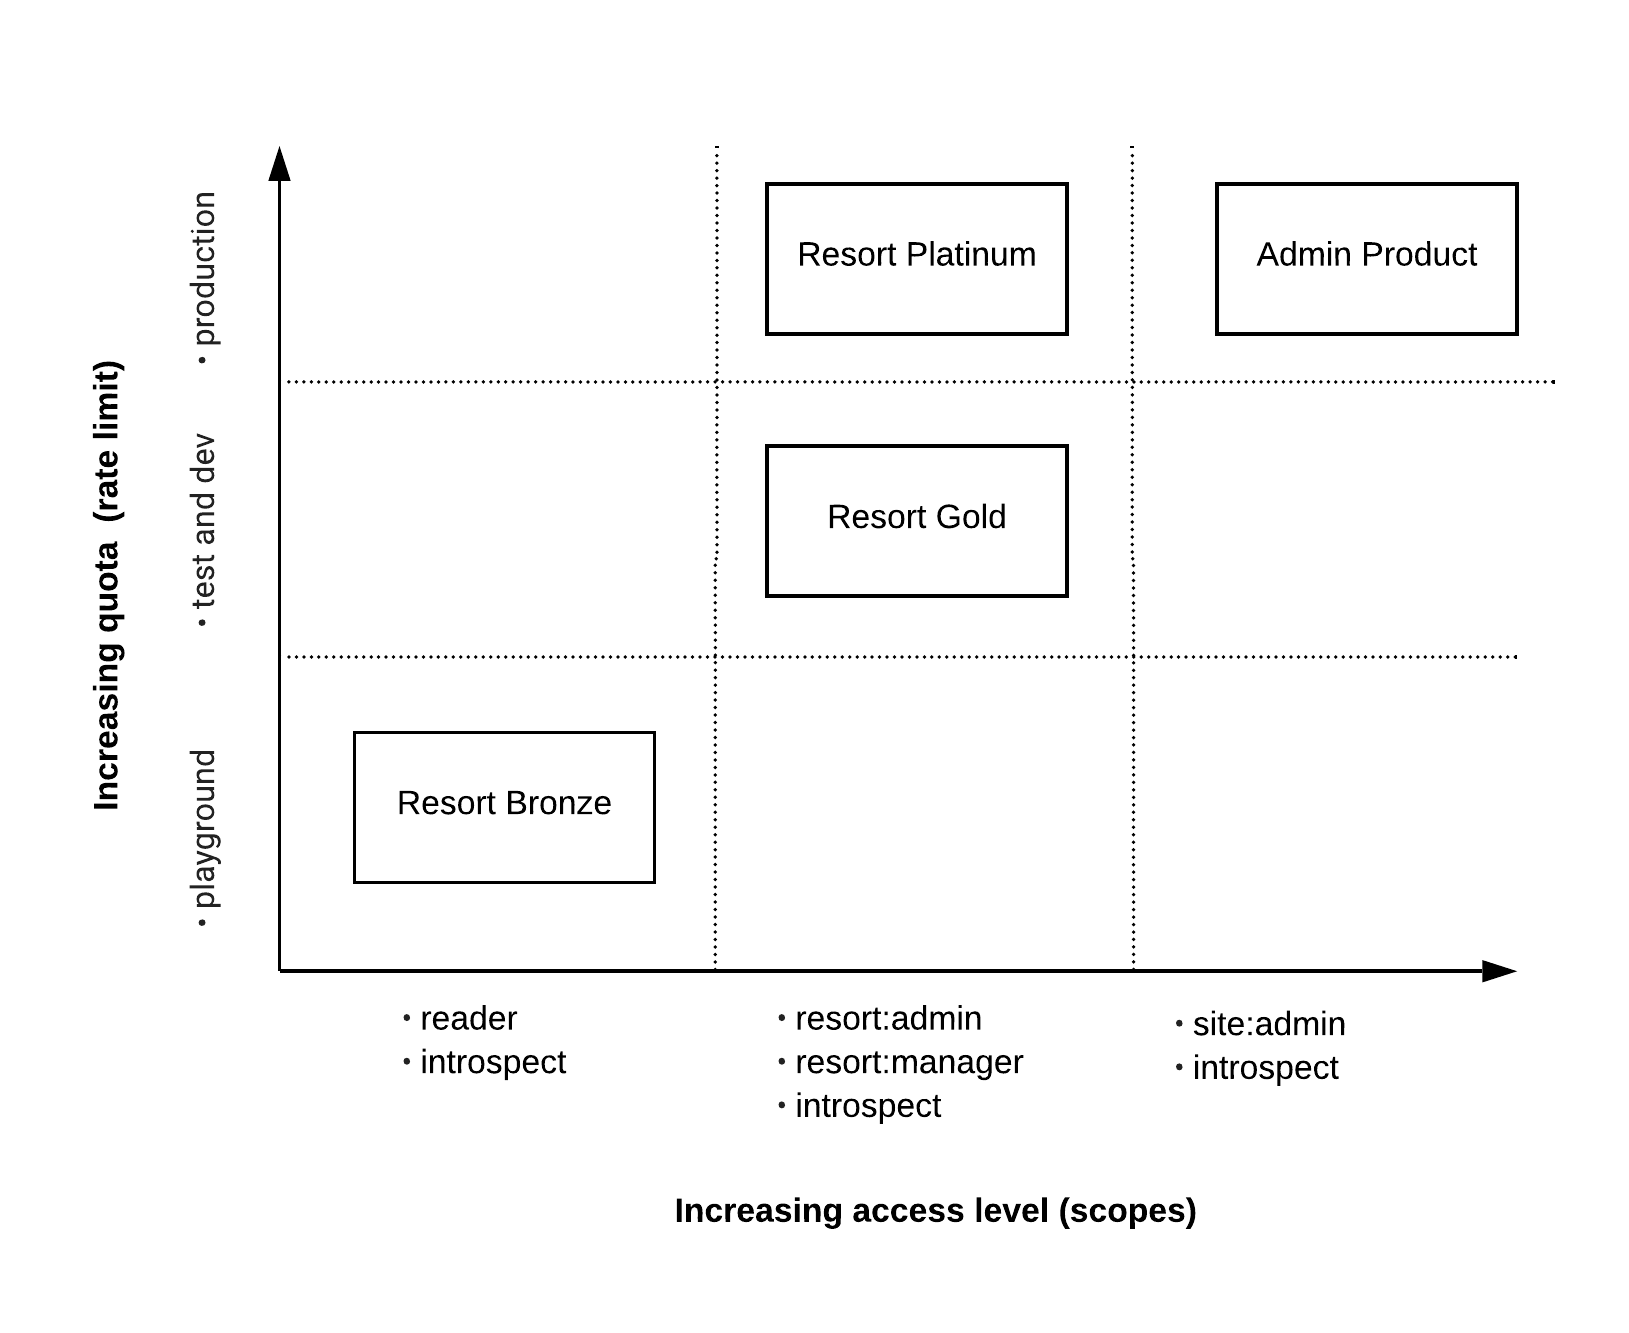 Increasing quota  (rate limit)
• production
• test and dev
• playground
Resort Platinum
Admin Product
Resort Gold
Resort Bronze
• reader
• introspect
• resort:admin
• resort:manager
• introspect
• site:admin
• introspect
Increasing access level (scopes)